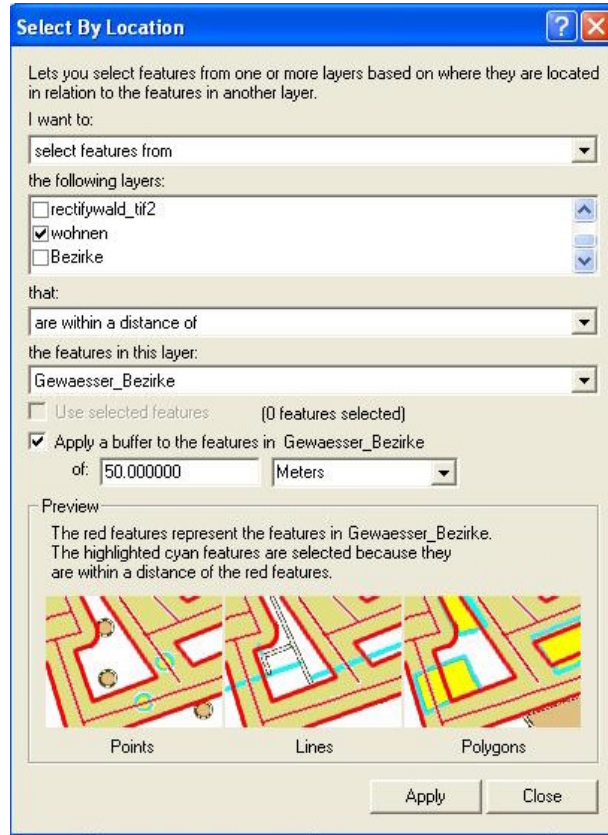 Select By Location
Lets you select features from one or more layers based on where they are located
in relation to the features in another layer.
I want to:
select features from
the following layers:
rectifywald_tif2
wohnen
Bezirke
that:
are within a distance of
the features in this layer:
Gewaesser_Bezirke
Use selected features (0 features selected)
Apply a buffer to the features in Gewaesser_Bezirke
of: 50.000000 Meters
Preview
The red features represent the features in Gewaesser_Bezirke.
The highlighted cyan features are selected because they
are within a distance of the red features.
Points Lines Polygons
Apply Close